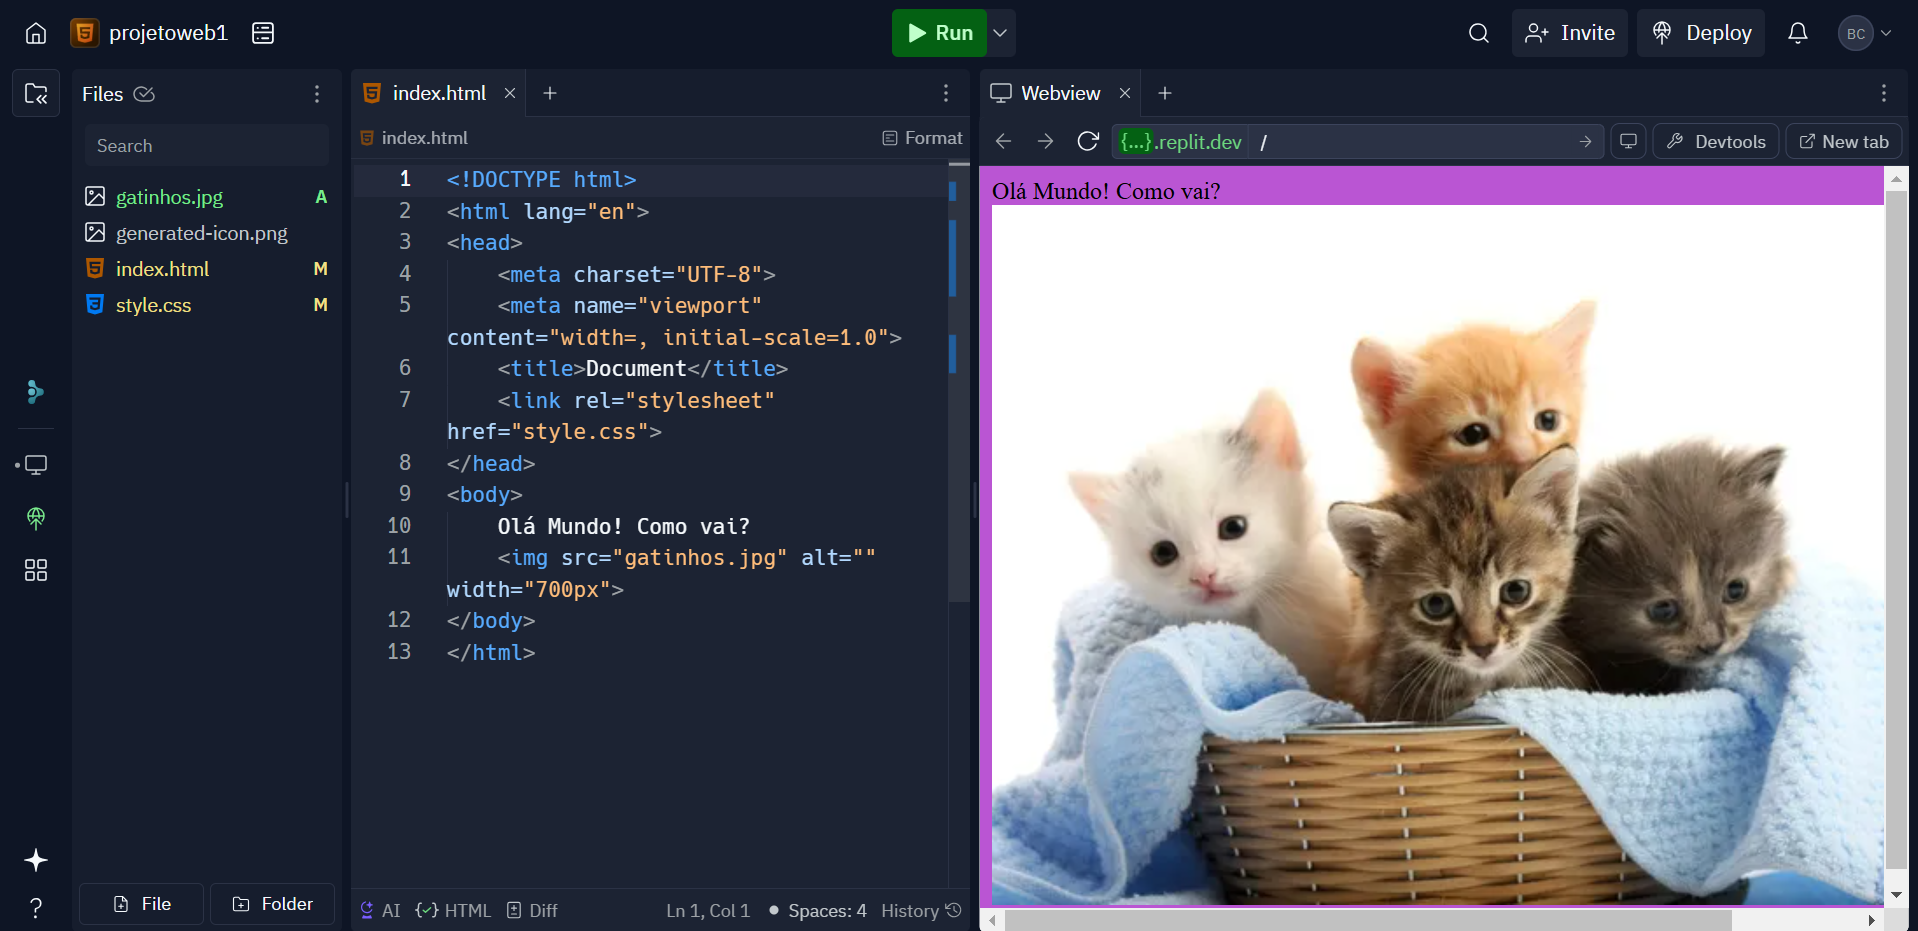 projetoweb1
Run
Invite
Deploy
BC
Files
Search
gatinhos.jpg A
generated-icon.png
index.html M
style.css M
File
Folder
index.html
index.html
Format
1 <!DOCTYPE html>
2 <html lang="en">
3 <head>
4 <meta charset="UTF-8">
5 <meta name="viewport"
content="width=, initial-scale=1.0">
6 <title>Document</title>
7 <link rel="stylesheet"
href="style.css">
8 </head>
9 <body>
10 Olá Mundo! Como vai?
11 <img src="gatinhos.jpg" alt=""
width="700px">
12 </body>
13 </html>
AI
HTML
Diff
Ln 1, Col 1
Spaces: 4
History
Webview
{...}.replit.dev /
Devtools
New tab
Olá Mundo! Como vai?